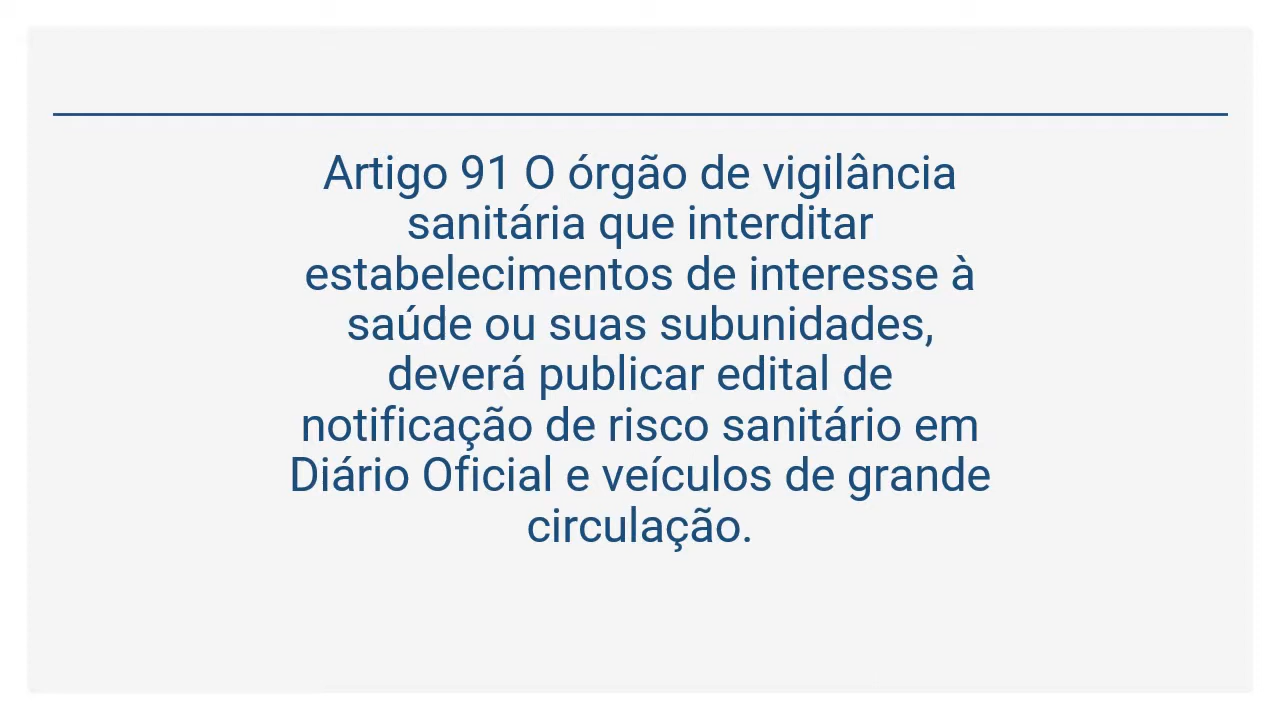 Artigo 91 O órgão de vigilância
sanitária que interditar
estabelecimentos de interesse à
saúde ou suas subunidades,
deverá publicar edital de
notificação de risco sanitário em
Diário Oficial e veículos de grande
circulação.